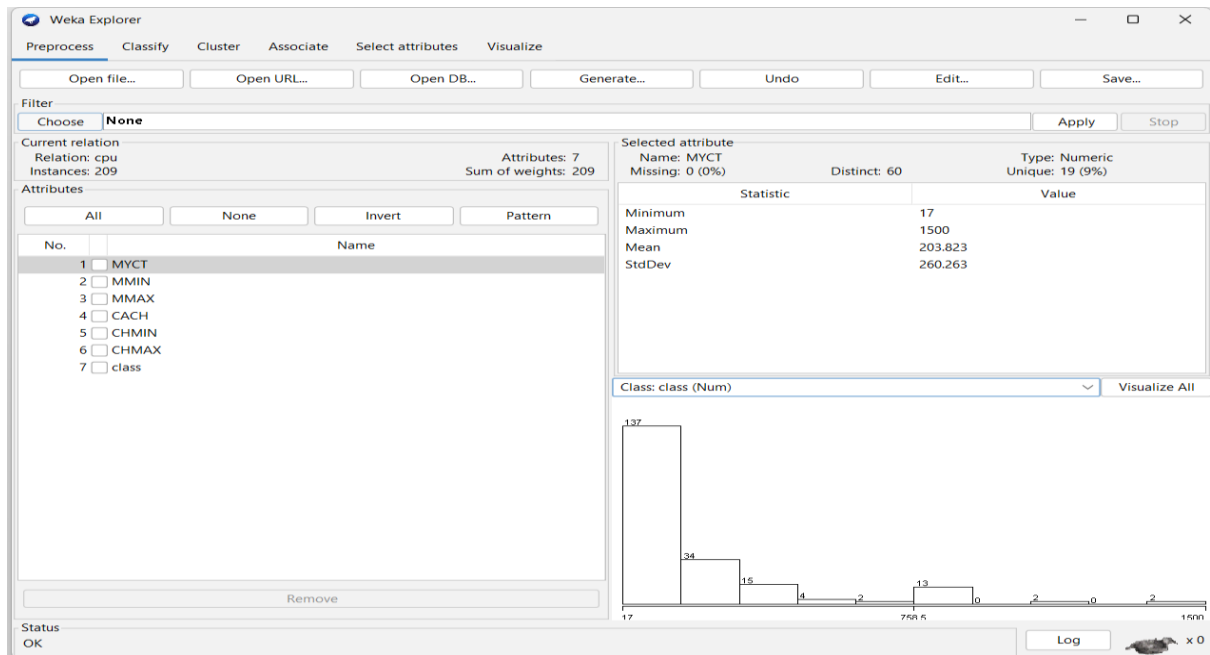 Weka Explorer
Preprocess Classify Cluster Associate Select attributes Visualize
Open file... Open URL... Open DB... Generate... Undo Edit... Save...
Filter
Choose None Apply Stop
Current relation
Relation: cpu Attributes: 7
Instances: 209 Sum of weights: 209
Attributes
All None Invert Pattern
No. Name
1 MYCT
2 MMIN
3 MMAX
4 CACH
5 CHMIN
6 CHMAX
7 class
Remove
Selected attribute
Name: MYCT Type: Numeric
Missing: 0 (0%) Distinct: 60 Unique: 19 (9%)
Statistic Value
Minimum 17
Maximum 1500
Mean 203.823
StdDev 260.263
Class: class (Num) Visualize All
137
34
15
4 2 13 0 2 0 2
17 758.5 1500
Status
OK Log x 0